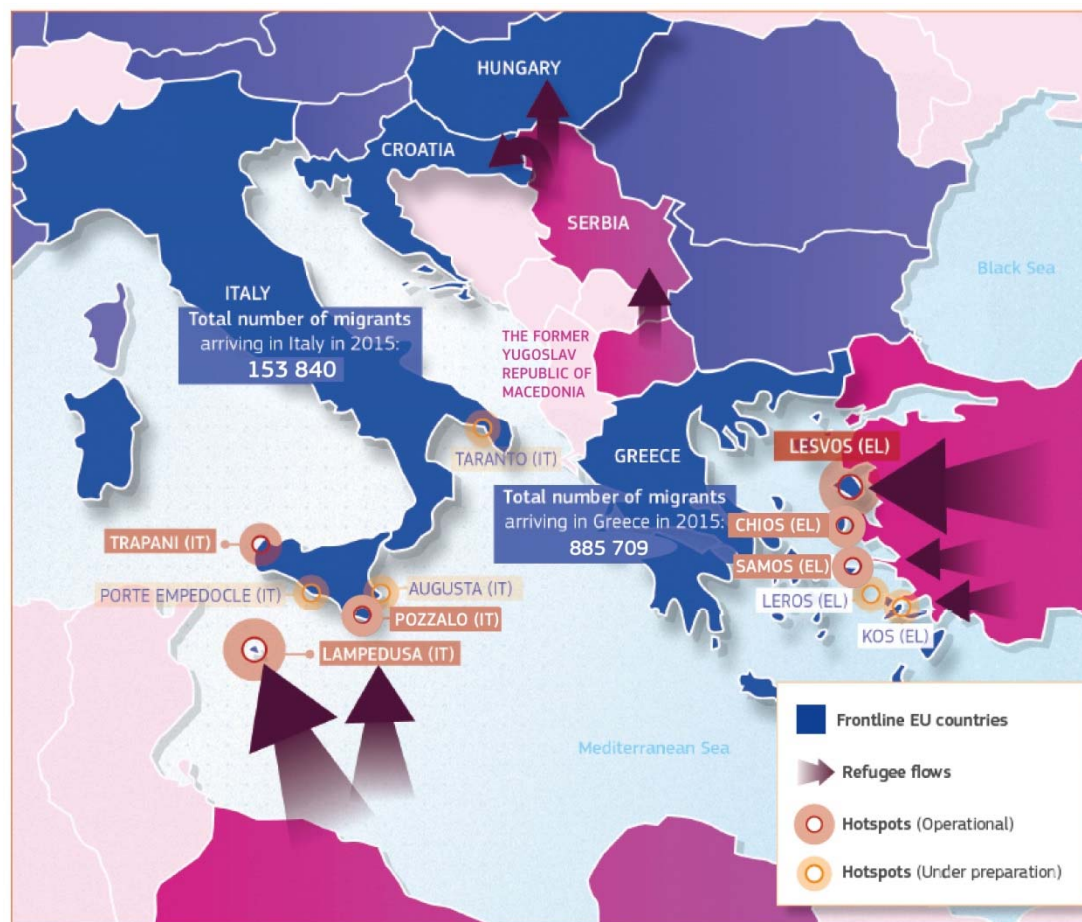 HUNGARY
CROATIA
SERBIA
Black Sea
ITALY
Total number of migrants
arriving in Italy in 2015:
153 840
THE FORMER
YUGOSLAV
REPUBLIC OF
MACEDONIA
TARANTO (IT)
GREECE
LESVOS (EL)
Total number of migrants
arriving in Greece in 2015:
885 709
CHIOS (EL)
SAMOS (EL)
LEROS (EL)
KOS (EL)
TRAPANI (IT)
PORTE EMPEDOCLE (IT)
AUGUSTA (IT)
POZZALO (IT)
LAMPEDUSA (IT)
Mediterranean Sea
Frontline EU countries
Refugee flows
Hotspots (Operational)
Hotspots (Under preparation)